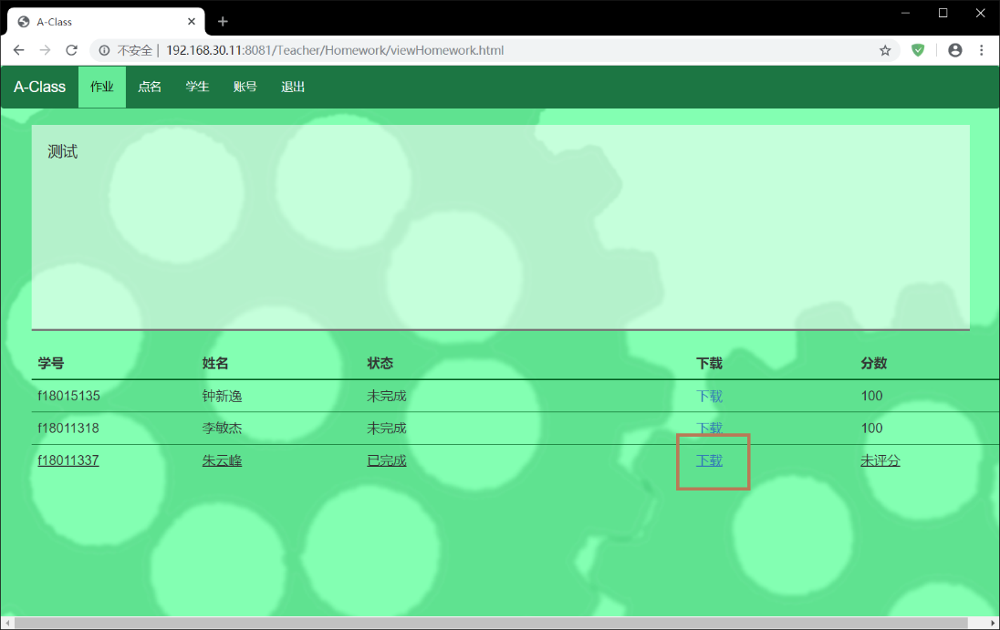 A-Class
不安全 | 192.168.30.11:8081/Teacher/Homework/viewHomework.html
A-Class 作业 点名 学生 账号 退出
测试
学号 姓名 状态 下载 分数
f18015135 钟新逸 未完成 下载 100
f18011318 李敏杰 未完成 下载 100
f18011337 朱云峰 已完成 下载 未评分